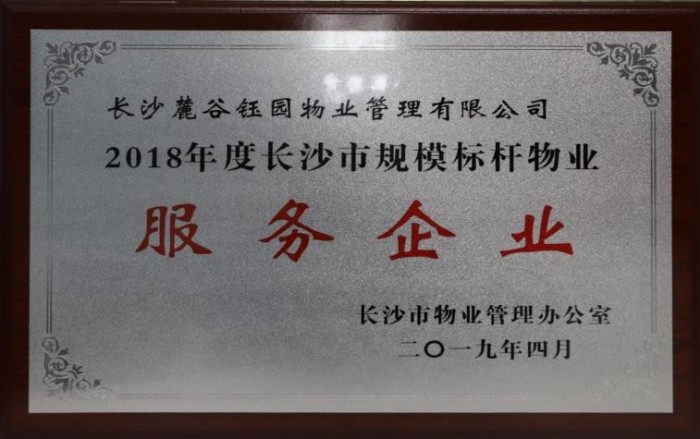 长沙麓谷钰园物业管理有限公司
2018年度长沙市规模标杆物业
服务企业
长沙市物业管理办公室
二〇一九年四月